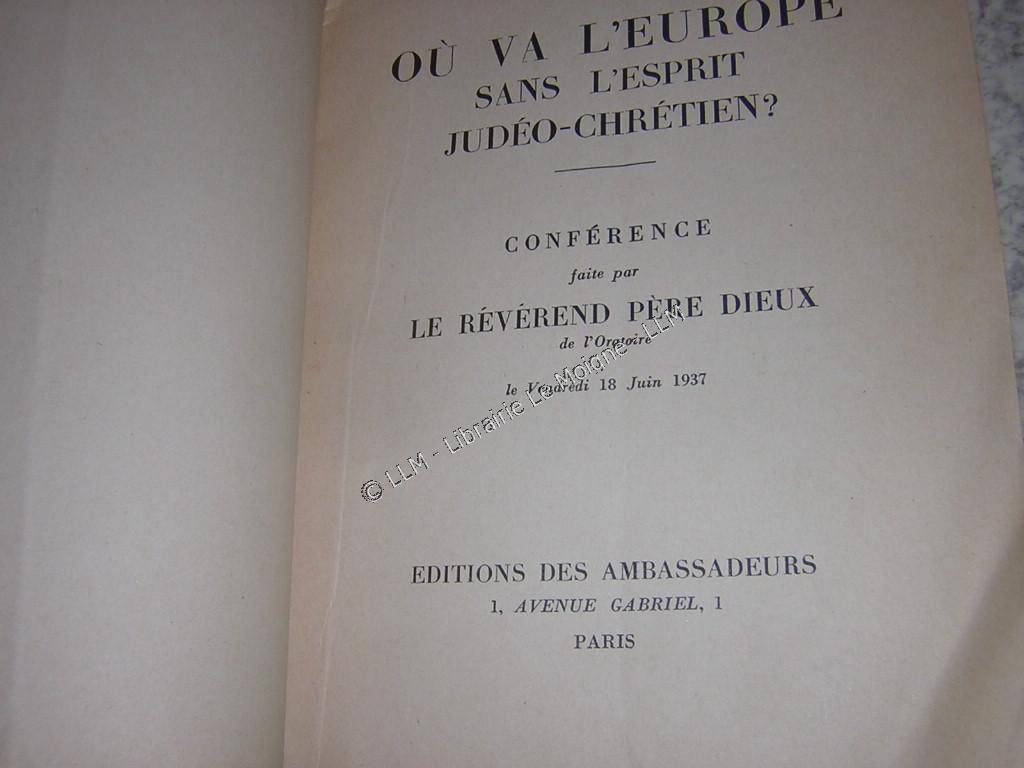 OÙ VA L'EUROPE
SANS L'ESPRIT
JUDÉO-CHRÉTIEN?
CONFÉRENCE
faite par
LE RÉVÉREND PÈRE DIEUX
de l'Oratoire
le Vendredi 18 Juin 1937
© LLM - Librairie Le Moigne - LLM
EDITIONS DES AMBASSADEURS
1, AVENUE GABRIEL, 1
PARIS